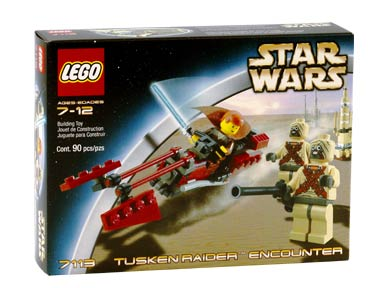 LEGO
STAR
WARS
AGES·EDADES
7-12
Building Toy
Jouet de Construction
Juguete para Construir
Cont. 90 pcs/pzs
7113
TUSKEN RAIDER ENCOUNTER